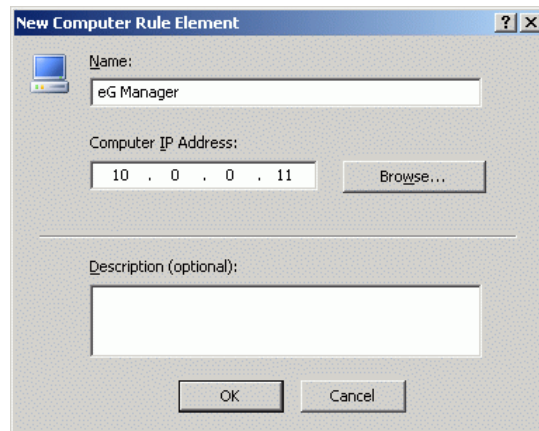 New Computer Rule Element
Name:
eG Manager
Computer IP Address:
10 . 0 . 0 . 11
Browse...
Description (optional):
OK
Cancel